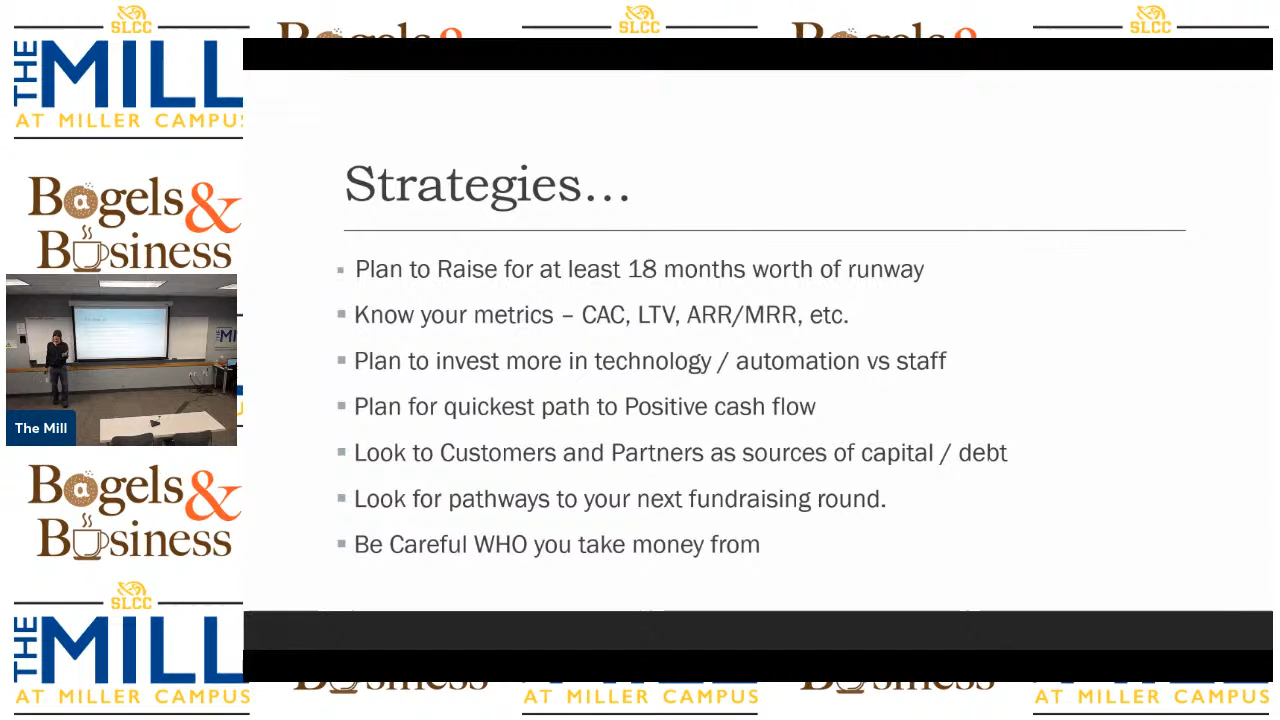 SLCC
SLCC
SLCC
THE MILL
AT MILLER CAMPUS
Bagels &
Bagels &
Bagels &
Business
Strategies…
Plan to Raise for at least 18 months worth of runway
Know your metrics – CAC, LTV, ARR/MRR, etc.
Plan to invest more in technology / automation vs staff
Plan for quickest path to Positive cash flow
Look to Customers and Partners as sources of capital / debt
Look for pathways to your next fundraising round.
Be Careful WHO you take money from
The Mill
Bagels &
Business
SLCC
THE MILL
AT MILLER CAMPUS
Business
AT MILLER CAMPUS
Business
AT MILLER CAMPUS